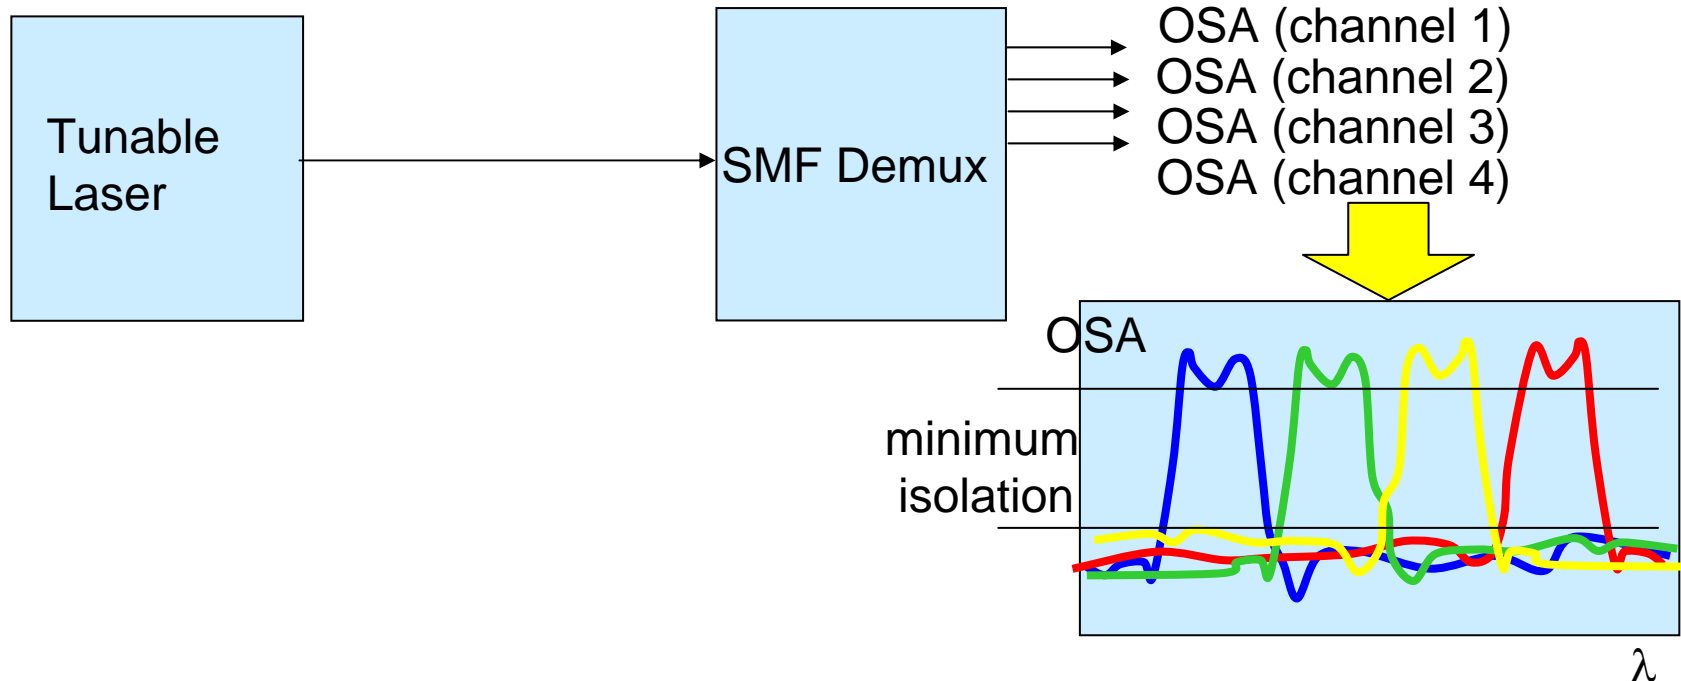 Tunable
Laser
SMF Demux
OSA (channel 1)
OSA (channel 2)
OSA (channel 3)
OSA (channel 4)
OSA
minimum
isolation
λ